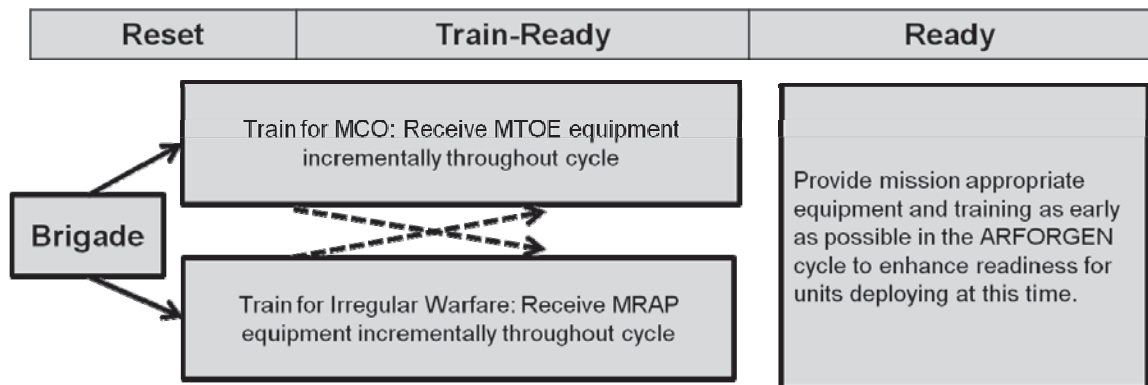 Reset Train-Ready Ready
Train for MCO: Receive MTOE equipment
incrementally throughout cycle
Brigade
Train for Irregular Warfare: Receive MRAP
equipment incrementally throughout cycle
Provide mission appropriate
equipment and training as early
as possible in the ARFORGEN
cycle to enhance readiness for
units deploying at this time.